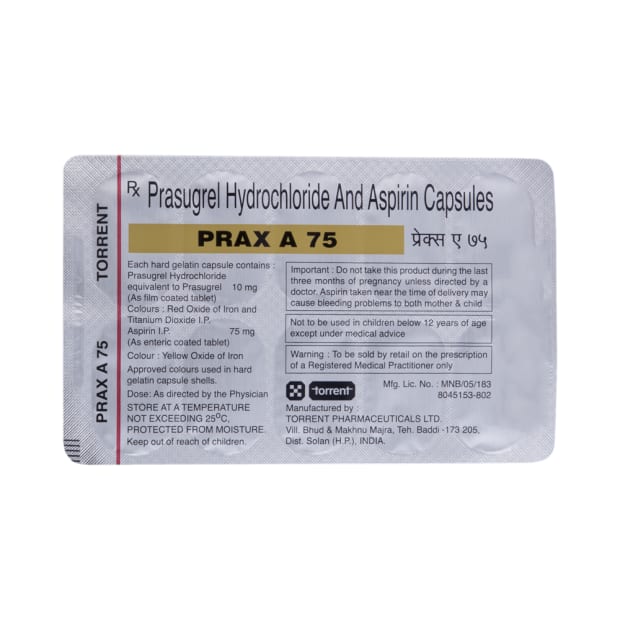 TORRENT
PRAX A 75
Rx Prasugrel Hydrochloride And Aspirin Capsules
PRAX A 75
प्रेक्स ए ७५
Each hard gelatin capsule contains :
Prasugrel Hydrochloride
equivalent to Prasugrel 10 mg
(As film coated tablet)
Colours : Red Oxide of Iron and
Titanium Dioxide I.P.
Aspirin I.P. 75 mg
(As enteric coated tablet)
Colour : Yellow Oxide of Iron
Approved colours used in hard
gelatin capsule shells.
Dose: As directed by the Physician
STORE AT A TEMPERATURE
NOT EXCEEDING 25°C,
PROTECTED FROM MOISTURE.
Keep out of reach of children.
Important : Do not take this product during the last
three months of pregnancy unless directed by a
doctor. Aspirin taken near the time of delivery may
cause bleeding problems to both mother & child
Not to be used in children below 12 years of age
except under medical advice
Warning : To be sold by retail on the prescription
of a Registered Medical Practitioner only
torrent
Mfg. Lic. No. : MNB/05/183
8045153-802
Manufactured by :
TORRENT PHARMACEUTICALS LTD.
Vill. Bhud & Makhnu Majra, Teh. Baddi -173 205,
Dist. Solan (H.P.), INDIA.